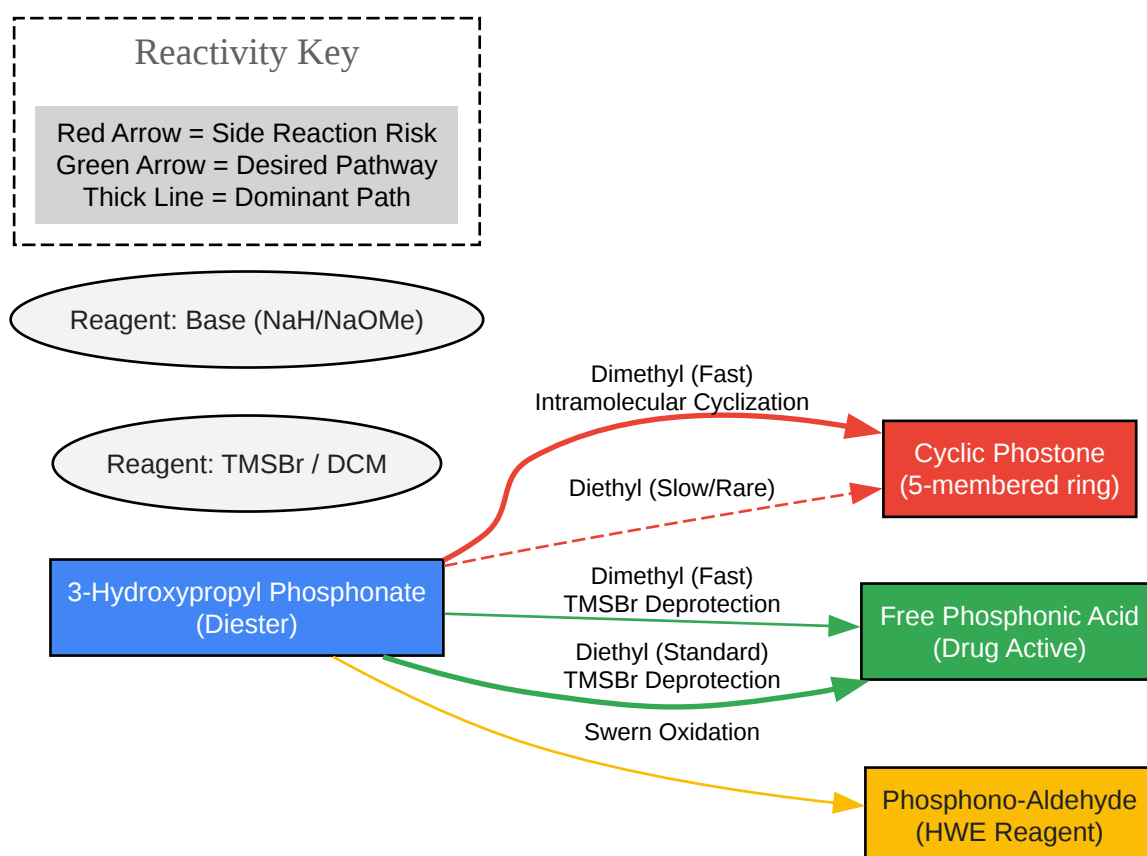 Reactivity Key
Red Arrow = Side Reaction Risk
Green Arrow = Desired Pathway
Thick Line = Dominant Path
Reagent: Base (NaH/NaOMe)
Reagent: TMSBr / DCM
3-Hydroxypropyl Phosphonate
(Diester)
Dimethyl (Fast)
Intramolecular Cyclization
Diethyl (Slow/Rare)
Dimethyl (Fast)
TMSBr Deprotection
Diethyl (Standard)
TMSBr Deprotection
Swern Oxidation
Cyclic Phostone
(5-membered ring)
Free Phosphonic Acid
(Drug Active)
Phosphono-Aldehyde
(HWE Reagent)